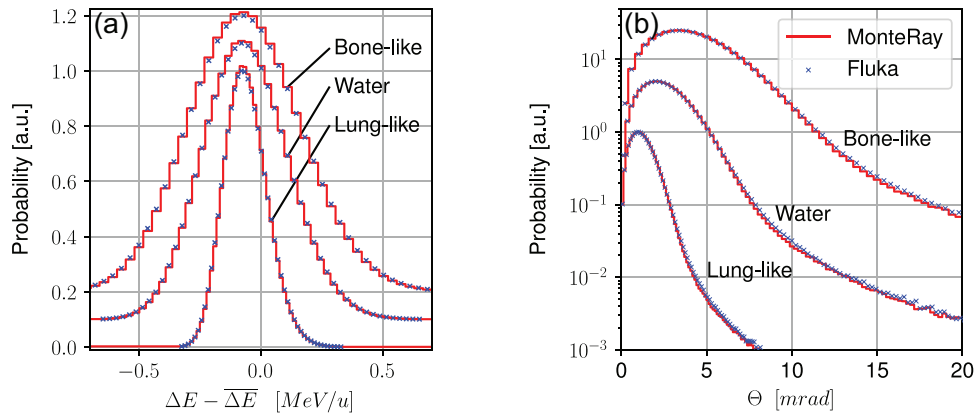 (a)
Probability [a.u.]
1.2
1.0
0.8
0.6
0.4
0.2
0.0
Bone-like
Water
Lung-like
−0.5
0.0
0.5
ΔE − \overline{ΔE} [MeV/u]
(b)
Probability [a.u.]
10¹
10⁰
10⁻¹
10⁻²
10⁻³
MonteRay
Fluka
Bone-like
Water
Lung-like
0
5
10
15
20
Θ [mrad]